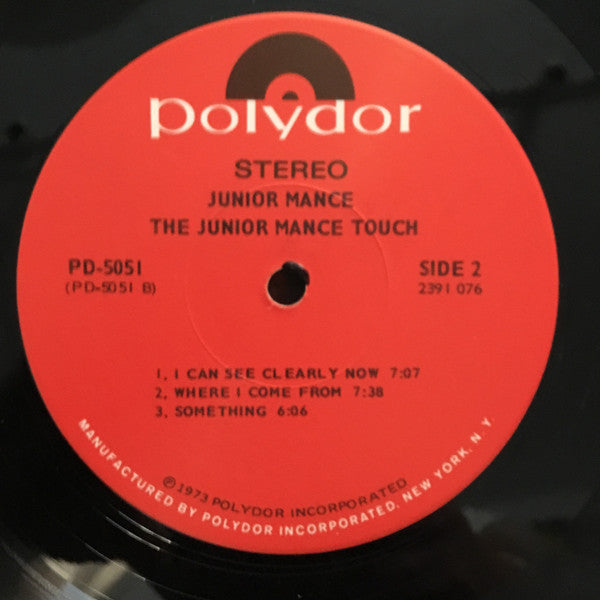 polydor
STEREO
JUNIOR MANCE
THE JUNIOR MANCE TOUCH
PD-5051
(PD-5051 B)
SIDE 2
2391 076
1, I CAN SEE CLEARLY NOW 7:07
2, WHERE I COME FROM 7:38
3, SOMETHING 6:06
℗1973 POLYDOR INCORPORATED
MANUFACTURED BY POLYDOR INCORPORATED. NEW YORK, N. Y.